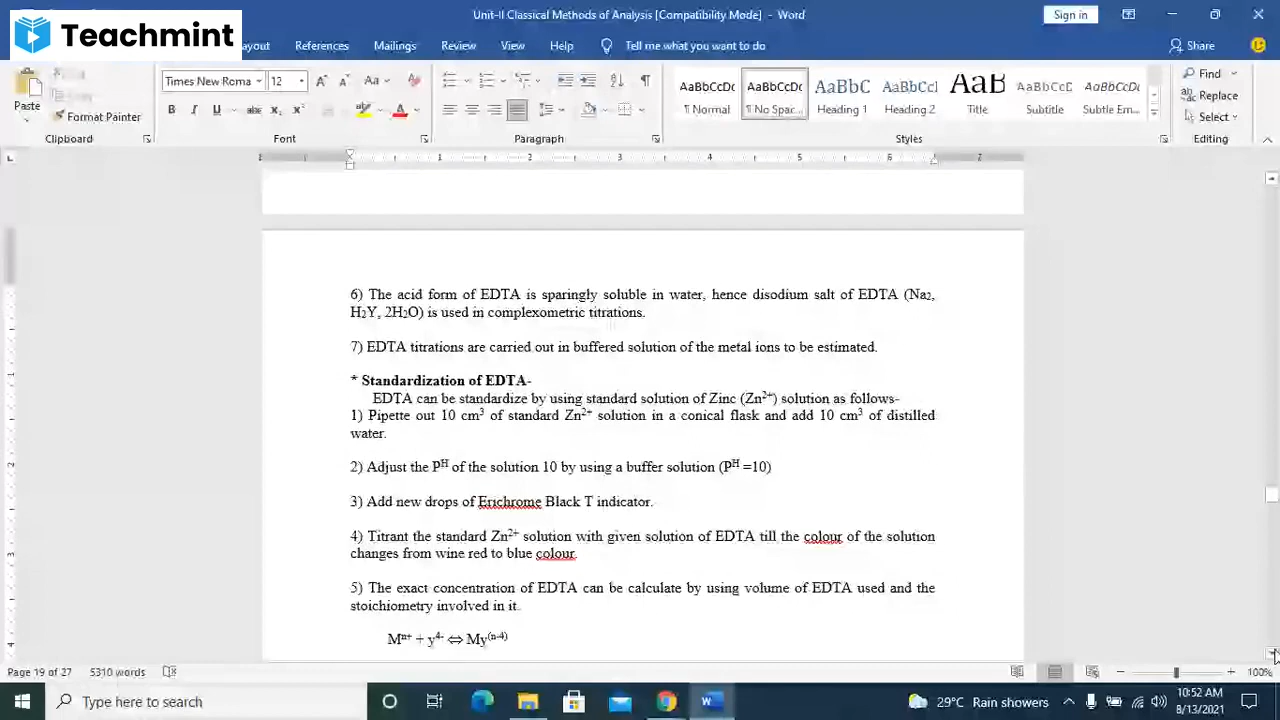 Unit-II Classical Methods of Analysis [Compatibility Mode] - Word
Sign in
Teachmint
ayout References Mailings Review View Help Tell me what you want to do Share
Times New Roma 12
Paste
Format Painter
Clipboard Font Paragraph Styles Editing
AaBbCcDc AaBbCcDc AaBbC AaBbCcl AaB AaBbCcD AaBbCcDc
¶ Normal ¶ No Spac... Heading 1 Heading 2 Title Subtitle Subtle Em...
Find
Replace
Select
6) The acid form of EDTA is sparingly soluble in water, hence disodium salt of EDTA (Na₂,
H₂Y, 2H₂O) is used in complexometric titrations.
7) EDTA titrations are carried out in buffered solution of the metal ions to be estimated.
* Standardization of EDTA-
EDTA can be standardize by using standard solution of Zinc (Zn²⁺) solution as follows-
1) Pipette out 10 cm³ of standard Zn²⁺ solution in a conical flask and add 10 cm³ of distilled
water.
2) Adjust the Pᴴ of the solution 10 by using a buffer solution (Pᴴ =10)
3) Add new drops of Erichrome Black T indicator.
4) Titrant the standard Zn²⁺ solution with given solution of EDTA till the colour of the solution
changes from wine red to blue colour.
5) The exact concentration of EDTA can be calculate by using volume of EDTA used and the
stoichiometry involved in it.
Mⁿ⁺ + y⁴⁻ ⇔ My⁽ⁿ⁻⁴⁾
Page 19 of 27 5310 words 100%
Type here to search
29°C Rain showers
10:52 AM
8/13/2021